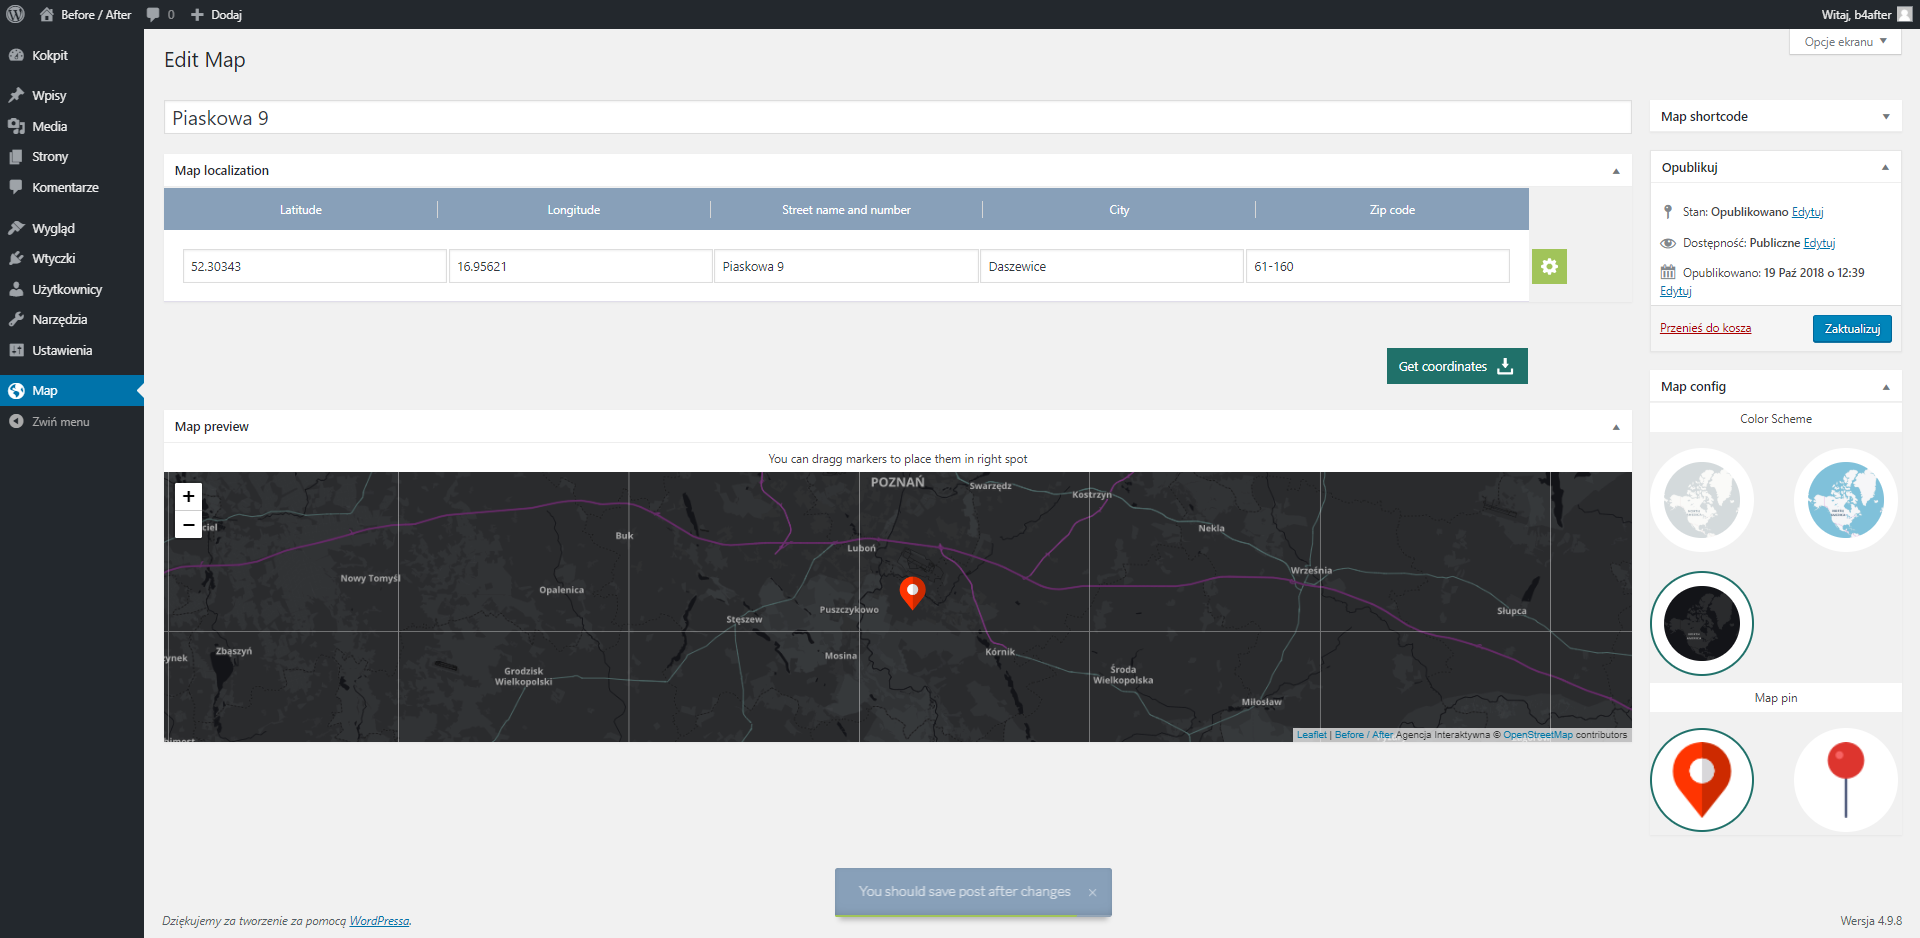 Before / After
0
Dodaj
Witaj, b4after
Kokpit
Wpisy
Media
Strony
Komentarze
Wygląd
Wtyczki
Użytkownicy
Narzędzia
Ustawienia
Map
Zwiń menu
Opcje ekranu
Edit Map
Piaskowa 9
Map localization
Latitude
Longitude
Street name and number
City
Zip code
52.30343
16.95621
Piaskowa 9
Daszewice
61-160
Get coordinates
Map preview
You can dragg markers to place them in right spot
+
−
POZNAŃ
Swarzędz
Kostrzyn
ciel
Buk
Luboń
Nekla
Nowy Tomyśl
Opalenica
Puszczykowo
Września
Słupca
Stęszew
Zbąszyń
ynek
Mosina
Kórnik
Grodzisk
Wielkopolski
Środa
Wielkopolska
Miłosław
Leaflet | Before / After Agencja Interaktywna © OpenStreetMap contributors
Map shortcode
Opublikuj
Stan: Opublikowano Edytuj
Dostępność: Publiczne Edytuj
Opublikowano: 19 Paź 2018 o 12:39
Edytuj
Przenieś do kosza
Zaktualizuj
Map config
Color Scheme
Map pin
You should save post after changes ×
Dziękujemy za tworzenie za pomocą WordPressa.
Wersja 4.9.8